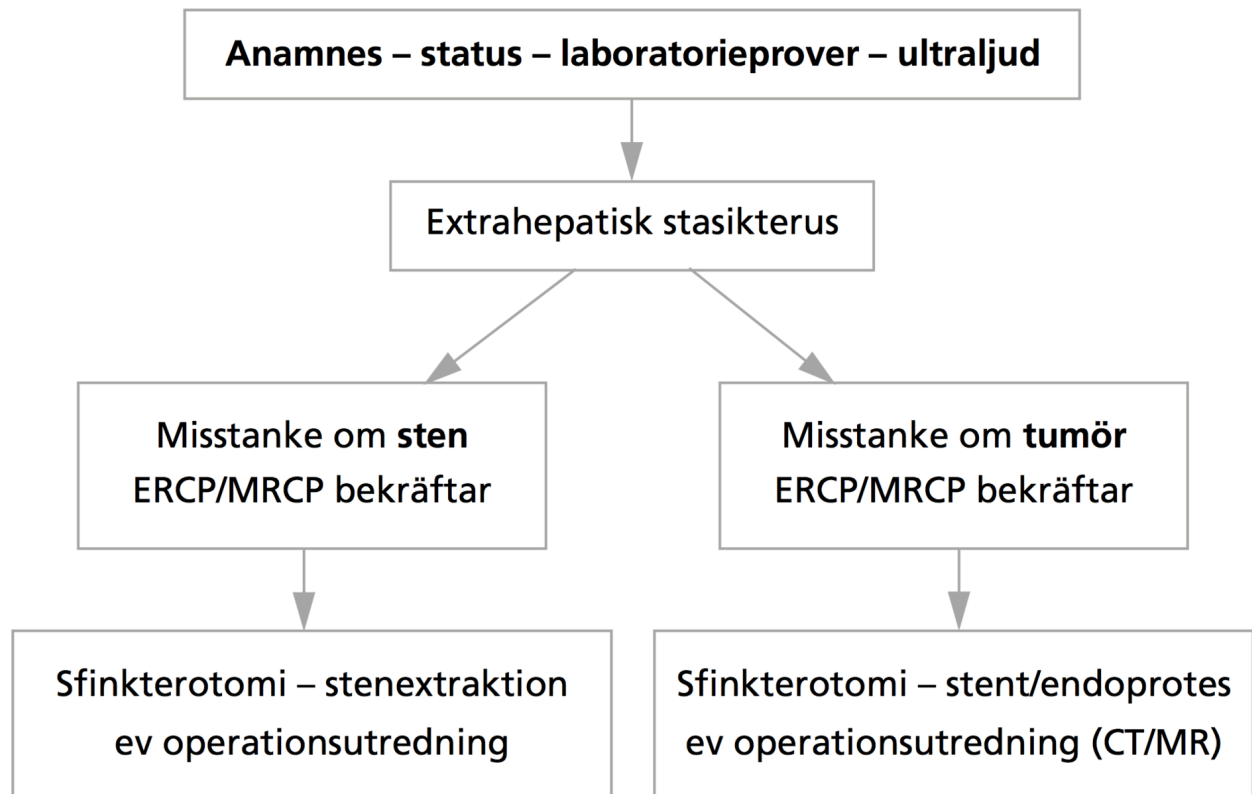 Anamnes – status – laboratorieprover – ultraljud
Extrahepatisk stasikterus
Misstanke om sten
ERCP/MRCP bekräftar
Misstanke om tumör
ERCP/MRCP bekräftar
Sfinkterotomi – stenextraktion
ev operationsutredning
Sfinkterotomi – stent/endoprotes
ev operationsutredning (CT/MR)